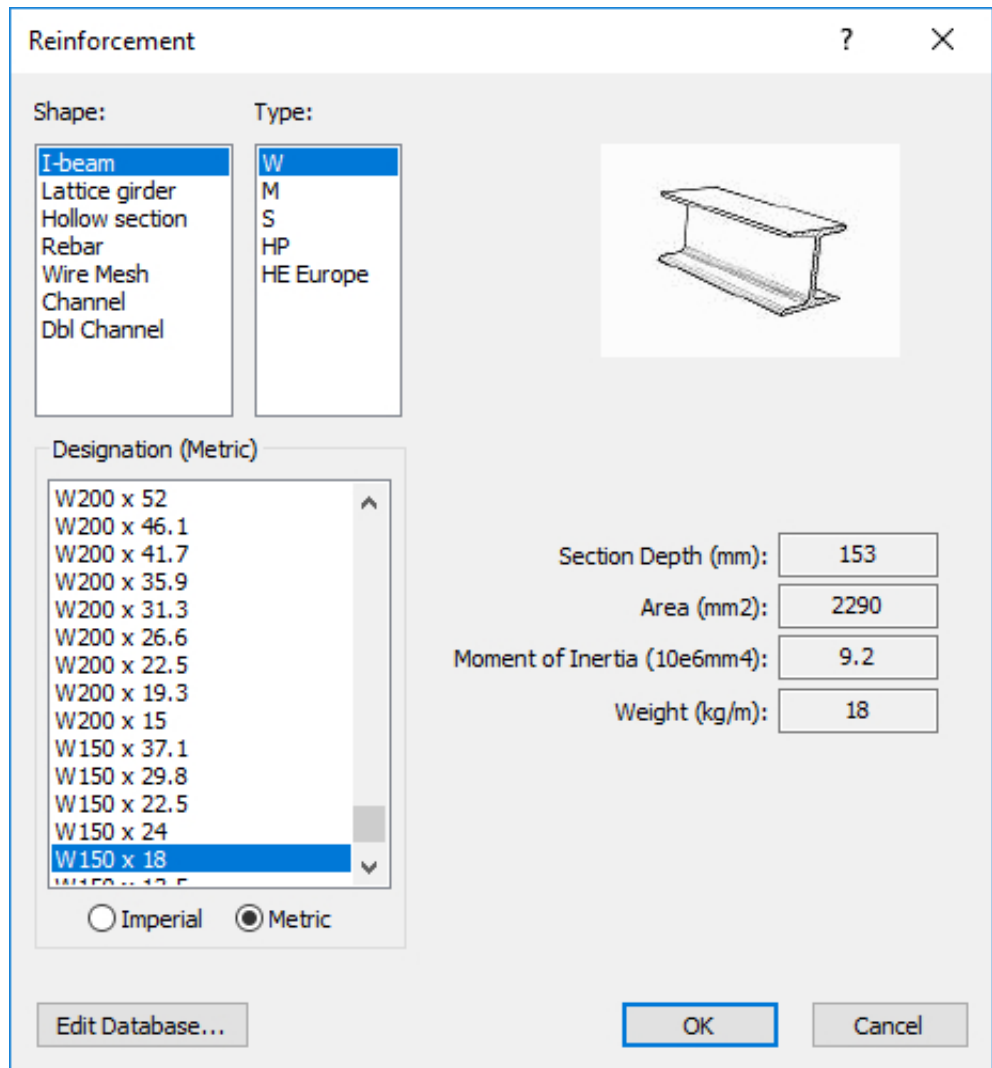 Reinforcement
?
Shape:
Type:
I-beam
Lattice girder
Hollow section
Rebar
Wire Mesh
Channel
Dbl Channel
W
M
S
HP
HE Europe
Designation (Metric)
W200 x 52
W200 x 46.1
W200 x 41.7
W200 x 35.9
W200 x 31.3
W200 x 26.6
W200 x 22.5
W200 x 19.3
W200 x 15
W150 x 37.1
W150 x 29.8
W150 x 22.5
W150 x 24
W150 x 18
Imperial
Metric
Section Depth (mm): 153
Area (mm2): 2290
Moment of Inertia (10e6mm4): 9.2
Weight (kg/m): 18
Edit Database...
OK
Cancel